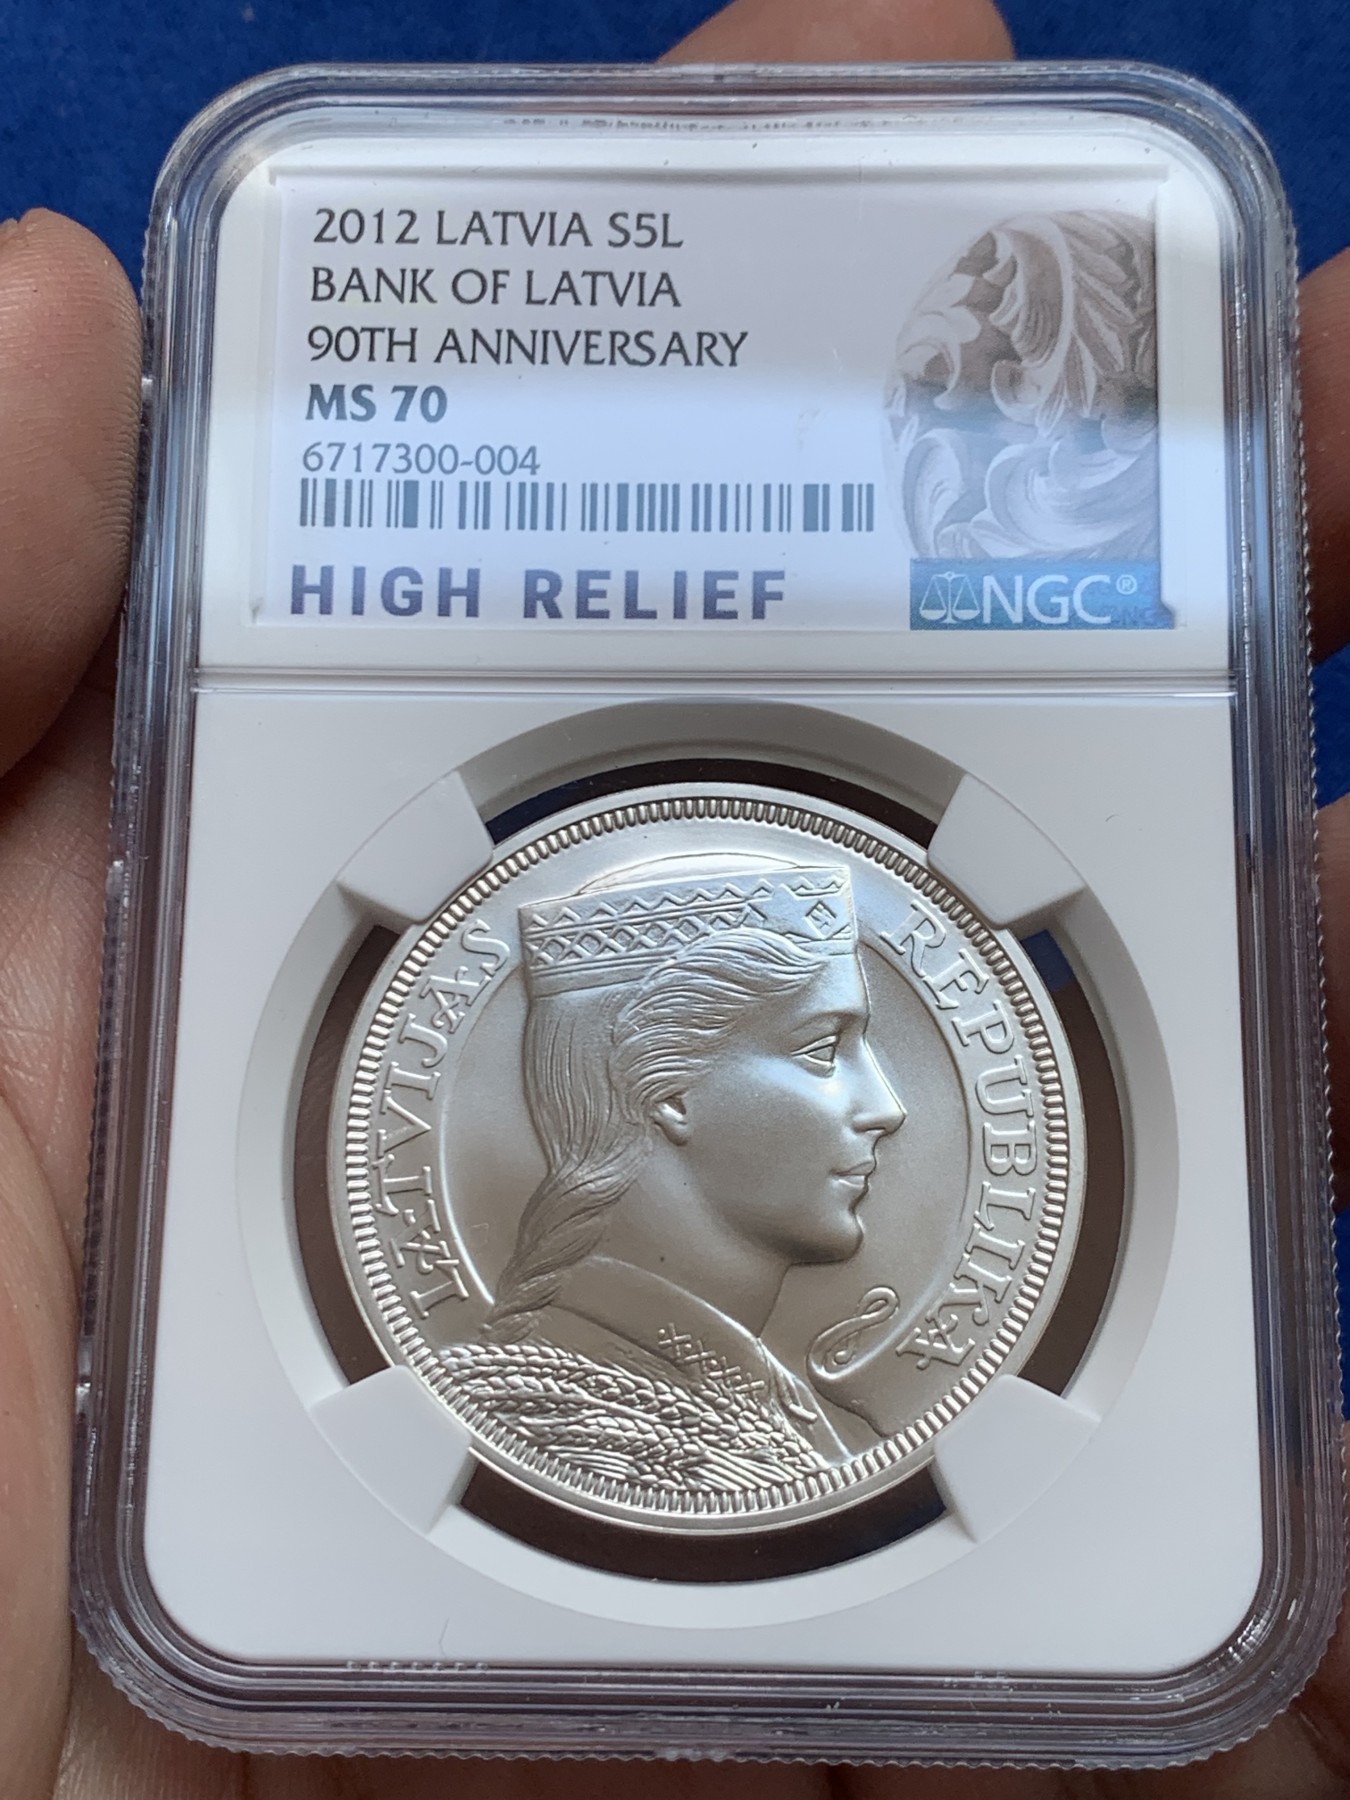 2012 LATVIA S5L
BANK OF LATVIA
90TH ANNIVERSARY
MS 70
6717300-004
HIGH RELIEF
NGC®
LATVIJAS
REPUBLIKA